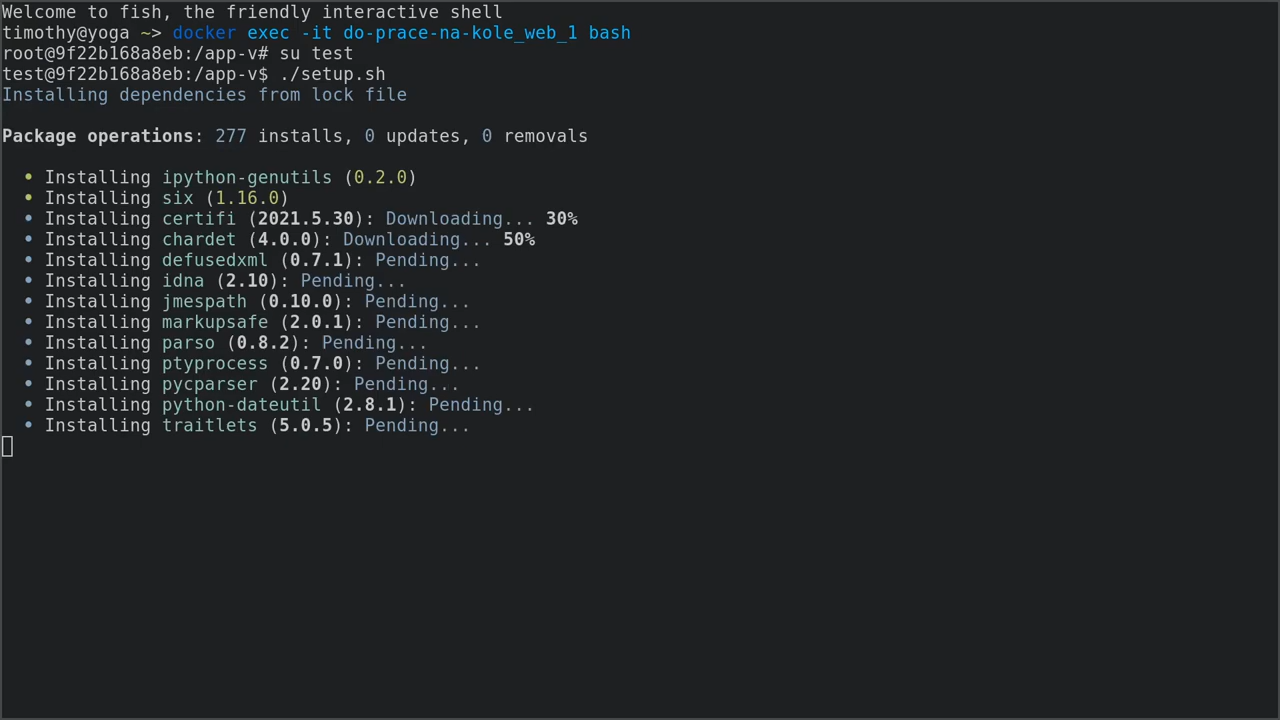 Welcome to fish, the friendly interactive shell
timothy@yoga ~> docker exec -it do-prace-na-kole_web_1 bash
root@9f22b168a8eb:/app-v# su test
test@9f22b168a8eb:/app-v$ ./setup.sh
Installing dependencies from lock file
Package operations: 277 installs, 0 updates, 0 removals
• Installing ipython-genutils (0.2.0)
• Installing six (1.16.0)
• Installing certifi (2021.5.30): Downloading... 30%
• Installing chardet (4.0.0): Downloading... 50%
• Installing defusedxml (0.7.1): Pending...
• Installing idna (2.10): Pending...
• Installing jmespath (0.10.0): Pending...
• Installing markupsafe (2.0.1): Pending...
• Installing parso (0.8.2): Pending...
• Installing ptyprocess (0.7.0): Pending...
• Installing pycparser (2.20): Pending...
• Installing python-dateutil (2.8.1): Pending...
• Installing traitlets (5.0.5): Pending...